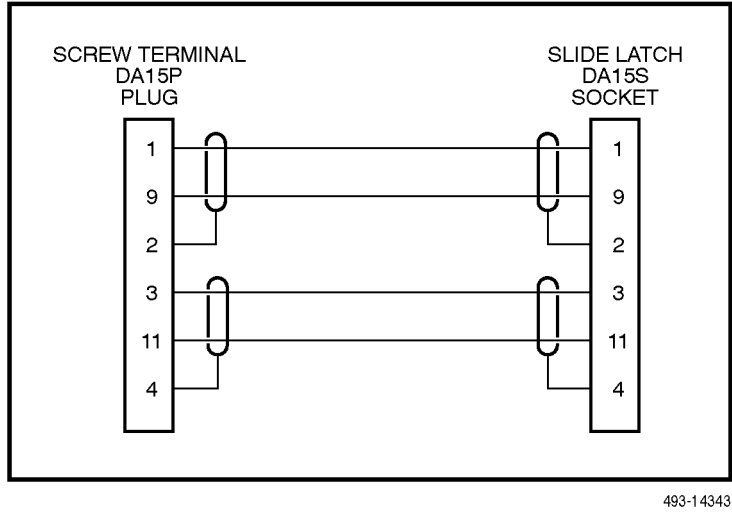 SCREW TERMINAL
DA15P
PLUG
SLIDE LATCH
DA15S
SOCKET
1
1
9
9
2
2
3
3
11
11
4
4
493-14343